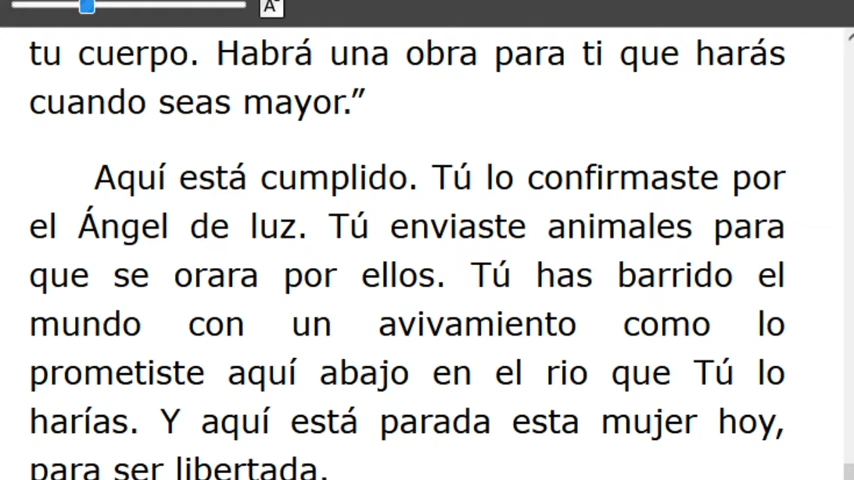 A
tu cuerpo. Habrá una obra para ti que harás
cuando seas mayor.”
Aquí está cumplido. Tú lo confirmaste por
el Ángel de luz. Tú enviaste animales para
que se orara por ellos. Tú has barrido el
mundo con un avivamiento como lo
prometiste aquí abajo en el rio que Tú lo
harías. Y aquí está parada esta mujer hoy,
para ser libertada.